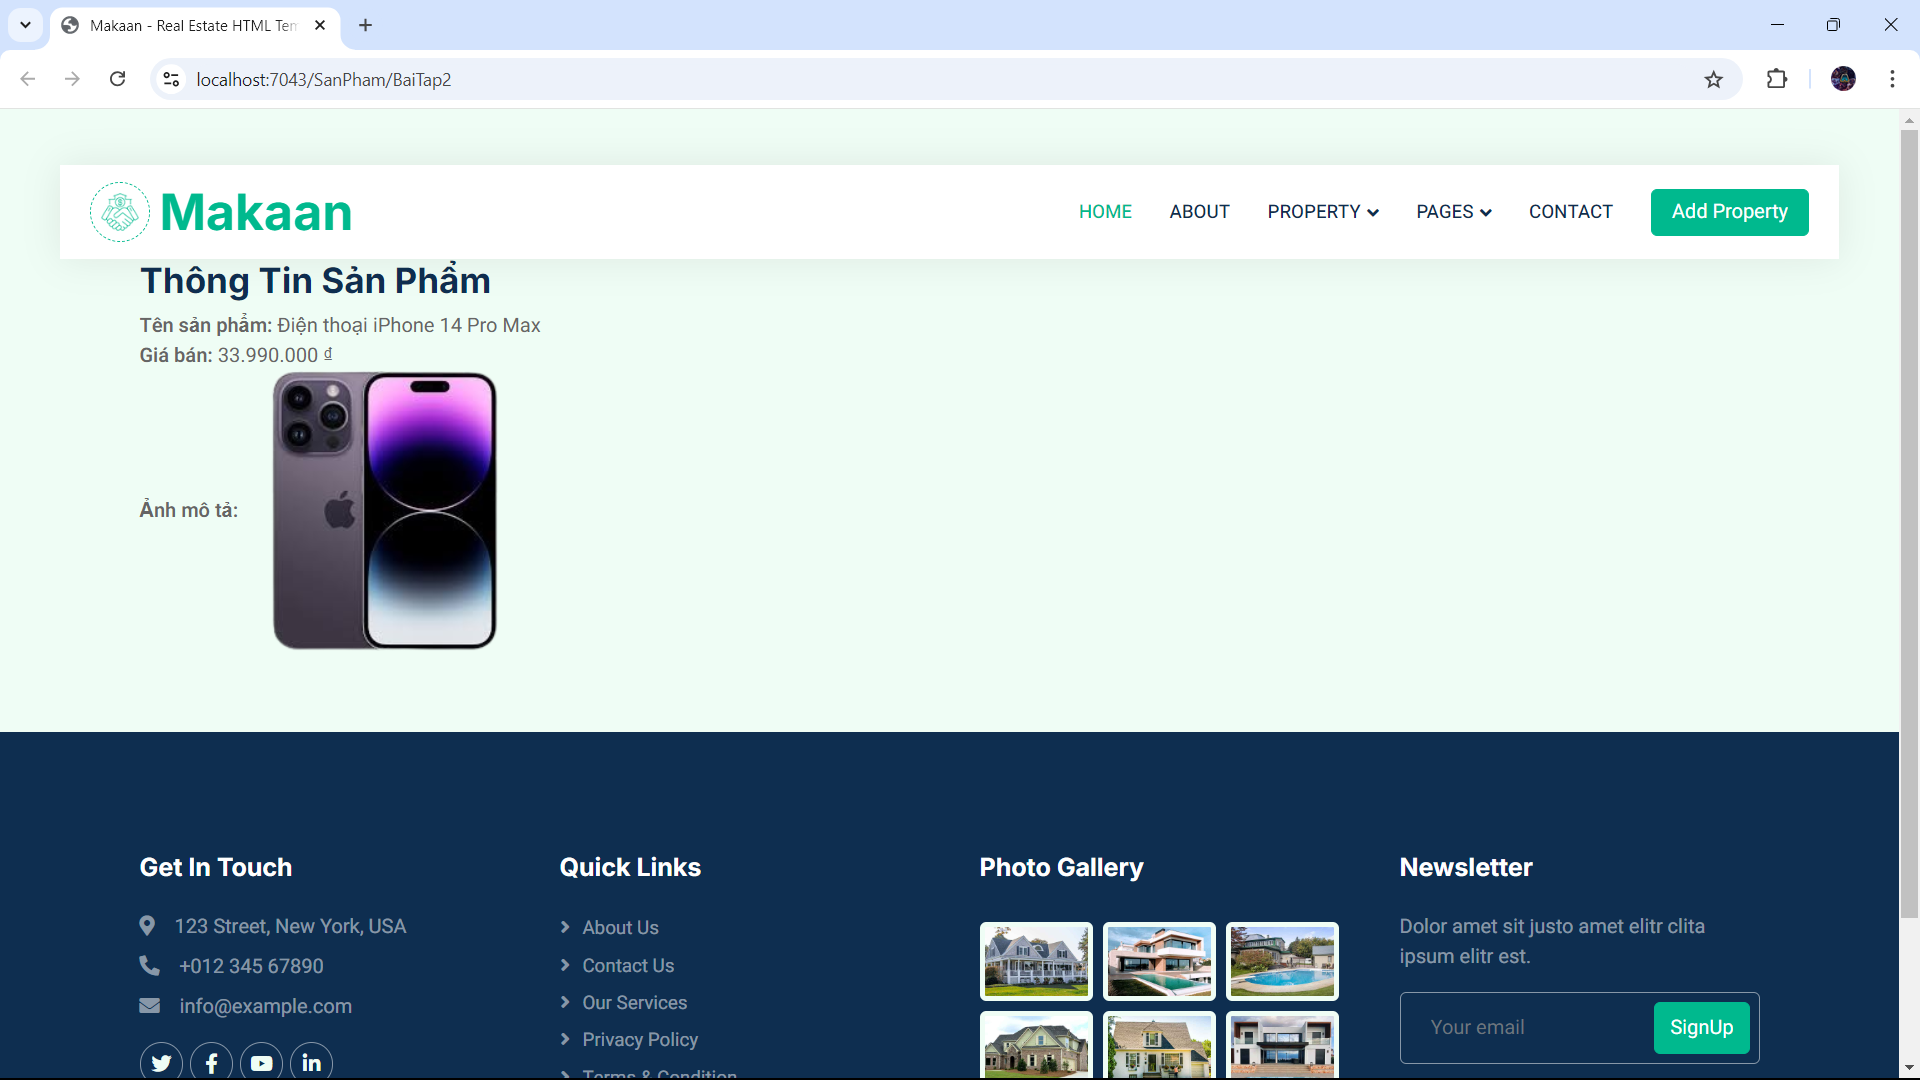 Makaan - Real Estate HTML Tem
localhost:7043/SanPham/BaiTap2
Makaan
HOME
ABOUT
PROPERTY
PAGES
CONTACT
Add Property
Thông Tin Sản Phẩm
Tên sản phẩm: Điện thoại iPhone 14 Pro Max
Giá bán: 33.990.000 ₫
Ảnh mô tả:
Get In Touch
123 Street, New York, USA
+012 345 67890
info@example.com
Quick Links
About Us
Contact Us
Our Services
Privacy Policy
Terms & Condition
Photo Gallery
Newsletter
Dolor amet sit justo amet elitr clita
ipsum elitr est.
Your email
SignUp